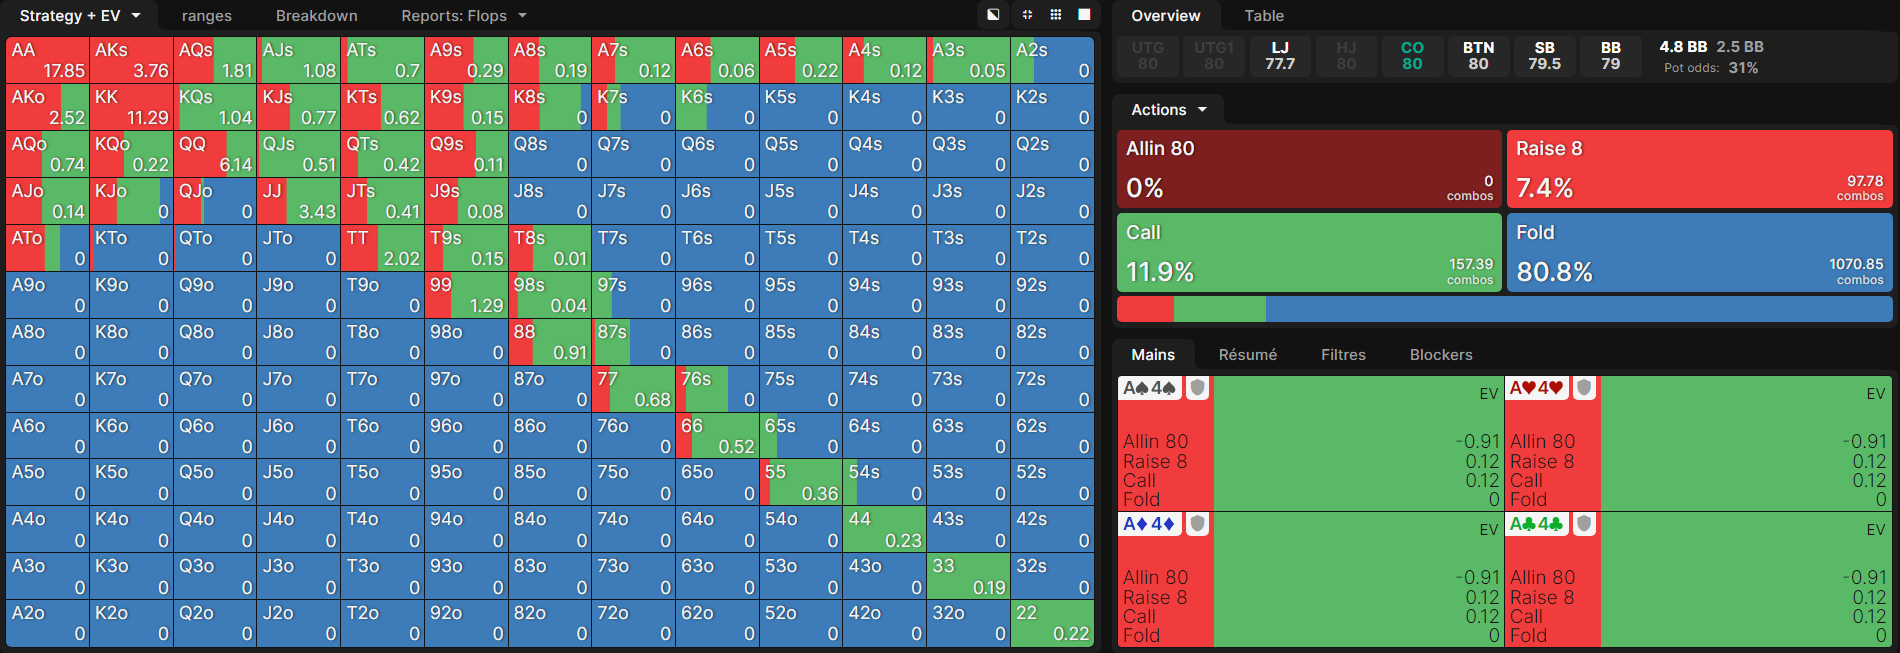 Strategy + EV ranges Breakdown Reports: Flops
AA AKs AQs AJs ATs A9s A8s A7s A6s A5s A4s A3s A2s
17.85 3.76 1.81 1.08 0.7 0.29 0.19 0.12 0.06 0.22 0.12 0.05 0
AKo KK KQs KJs KTs K9s K8s K7s K6s K5s K4s K3s K2s
2.52 11.29 1.04 0.77 0.62 0.15 0 0 0 0 0 0 0
AQo KQo QQ QJs QTs Q9s Q8s Q7s Q6s Q5s Q4s Q3s Q2s
0.74 0.22 6.14 0.51 0.42 0.11 0 0 0 0 0 0 0
AJo KJo QJo JJ JTs J9s J8s J7s J6s J5s J4s J3s J2s
0.14 0 0 3.43 0.41 0.08 0 0 0 0 0 0 0
ATo KTo QTo JTo TT T9s T8s T7s T6s T5s T4s T3s T2s
0 0 0 0 2.02 0.15 0.01 0 0 0 0 0 0
A9o K9o Q9o J9o T9o 99 98s 97s 96s 95s 94s 93s 92s
0 0 0 0 0 1.29 0.04 0 0 0 0 0 0
A8o K8o Q8o J8o T8o 98o 88 87s 86s 85s 84s 83s 82s
0 0 0 0 0 0 0.91 0 0 0 0 0 0
A7o K7o Q7o J7o T7o 97o 87o 77 76s 75s 74s 73s 72s
0 0 0 0 0 0 0 0.68 0 0 0 0 0
A6o K6o Q6o J6o T6o 96o 86o 76o 66 65s 64s 63s 62s
0 0 0 0 0 0 0 0 0.52 0 0 0 0
A5o K5o Q5o J5o T5o 95o 85o 75o 65o 55 54s 53s 52s
0 0 0 0 0 0 0 0 0 0.36 0 0 0
A4o K4o Q4o J4o T4o 94o 84o 74o 64o 54o 44 43s 42s
0 0 0 0 0 0 0 0 0 0 0.23 0 0
A3o K3o Q3o J3o T3o 93o 83o 73o 63o 53o 43o 33 32s
0 0 0 0 0 0 0 0 0 0 0 0.19 0
A2o K2o Q2o J2o T2o 92o 82o 72o 62o 52o 42o 32o 22
0 0 0 0 0 0 0 0 0 0 0 0 0.22
Overview Table
UTG UTG1 LJ HJ CO BTN SB BB
80 80 77.7 80 80 80 79.5 79
4.8 BB 2.5 BB
Pot odds: 31%
Actions
Allin 80 Raise 8
0% 0 combos 7.4% 97.78 combos
Call Fold
11.9% 157.39 combos 80.8% 1070.85 combos
Mains Résumé Filtres Blockers
A♠4♠ EV A♥4♥ EV
Allin 80 -0.91 Allin 80 -0.91
Raise 8 0.12 Raise 8 0.12
Call 0.12 Call 0.12
Fold 0 Fold 0
A♦4♦ EV A♣4♣ EV
Allin 80 -0.91 Allin 80 -0.91
Raise 8 0.12 Raise 8 0.12
Call 0.12 Call 0.12
Fold 0 Fold 0